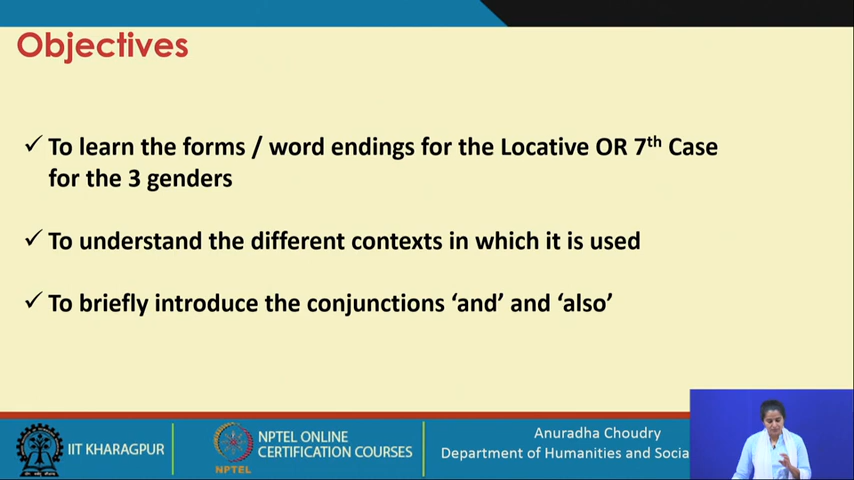 Objectives
✓ To learn the forms / word endings for the Locative OR 7th Case
for the 3 genders
✓ To understand the different contexts in which it is used
✓ To briefly introduce the conjunctions ‘and’ and ‘also’
IIT KHARAGPUR
NPTEL
NPTEL ONLINE
CERTIFICATION COURSES
Anuradha Choudry
Department of Humanities and Socia